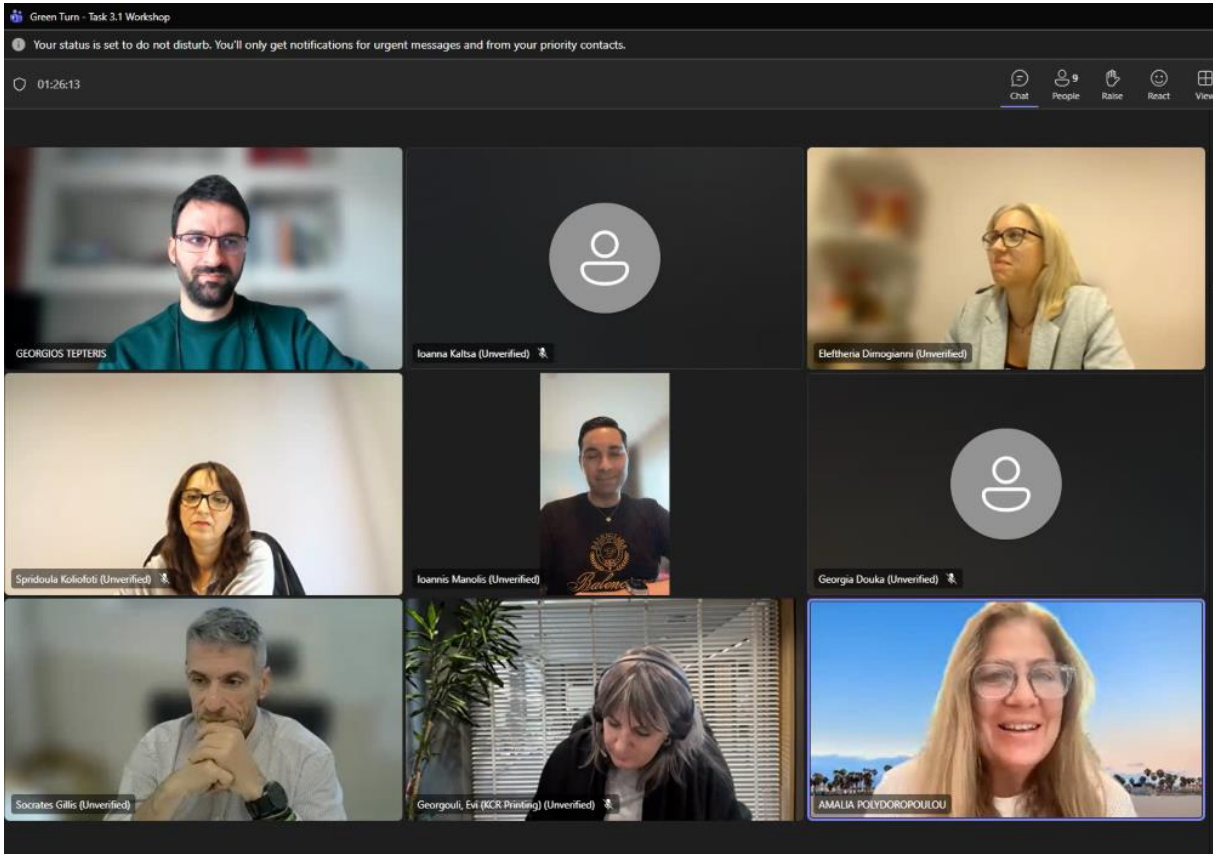 Green Turn - Task 3.1 Workshop
Your status is set to do not disturb. You'll only get notifications for urgent messages and from your priority contacts.
01:26:13
9
Chat People Raise React View
GEORGIOS TEPTERIS
Ioanna Kaltsa (Unverified)
Eleftheria Dimogianni (Unverified)
Spridoula Koliofoti (Unverified)
Ioannis Manolis (Unverified)
Georgia Douka (Unverified)
Socrates Gillis (Unverified)
Georgouli, Evi (KCR Printing) (Unverified)
AMALIA POLYDOROPOULOU